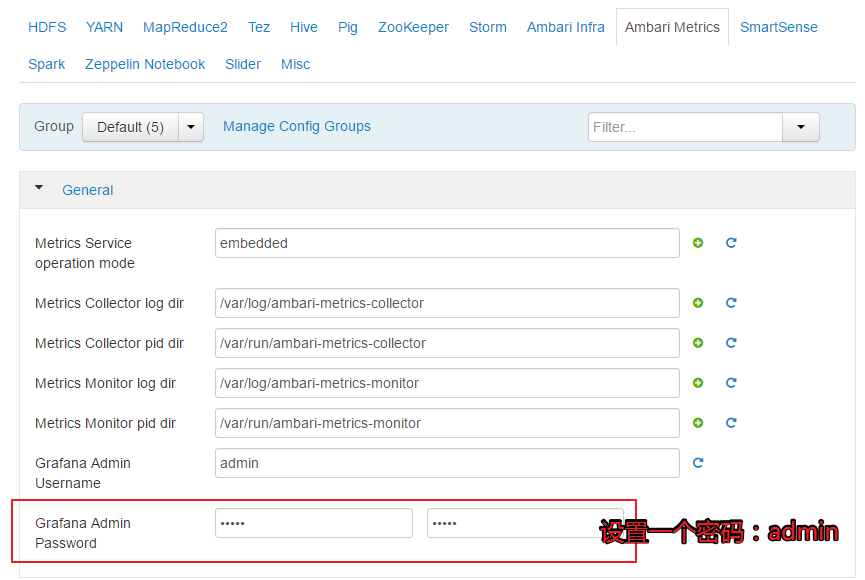 HDFS YARN MapReduce2 Tez Hive Pig ZooKeeper Storm Ambari Infra Ambari Metrics SmartSense
Spark Zeppelin Notebook Slider Misc
Group Default (5) Manage Config Groups Filter...
General
Metrics Service operation mode embedded
Metrics Collector log dir /var/log/ambari-metrics-collector
Metrics Collector pid dir /var/run/ambari-metrics-collector
Metrics Monitor log dir /var/log/ambari-metrics-monitor
Metrics Monitor pid dir /var/run/ambari-metrics-monitor
Grafana Admin Username admin
Grafana Admin Password ••••• •••••
设置一个密码：admin